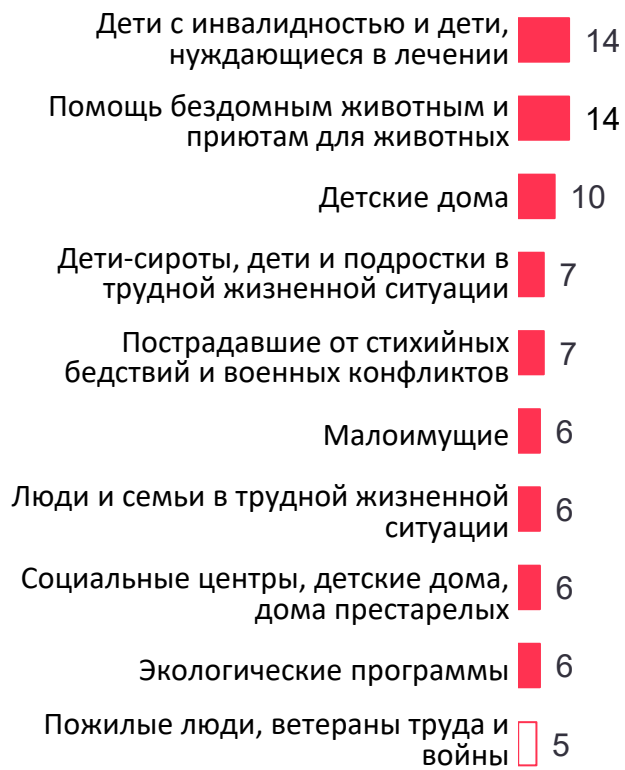 Дети с инвалидностью и дети,
нуждающиеся в лечении
14
Помощь бездомным животным и
приютам для животных
14
Детские дома
10
Дети-сироты, дети и подростки в
трудной жизненной ситуации
7
Пострадавшие от стихийных
бедствий и военных конфликтов
7
Малоимущие
6
Люди и семьи в трудной жизненной
ситуации
6
Социальные центры, детские дома,
дома престарелых
6
Экологические программы
6
Пожилые люди, ветераны труда и
войны
5